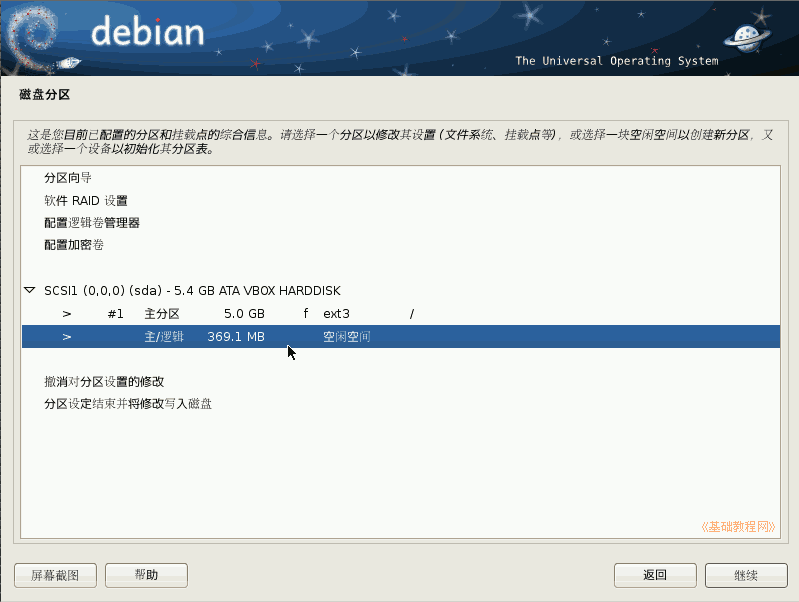 debian
The Universal Operating System
磁盘分区
这是您目前已配置的分区和挂载点的综合信息。请选择一个分区以修改其设置 (文件系统、挂载点等)，或选择一块空闲空间以创建新分区，又
或选择一个设备以初始化其分区表。
分区向导
软件 RAID 设置
配置逻辑卷管理器
配置加密卷
SCSI1 (0,0,0) (sda) - 5.4 GB ATA VBOX HARDDISK
> #1 主分区 5.0 GB f ext3 /
> 主/逻辑 369.1 MB 空闲空间
撤消对分区设置的修改
分区设定结束并将修改写入磁盘
《基础教程网》
屏幕截图 帮助 返回 继续